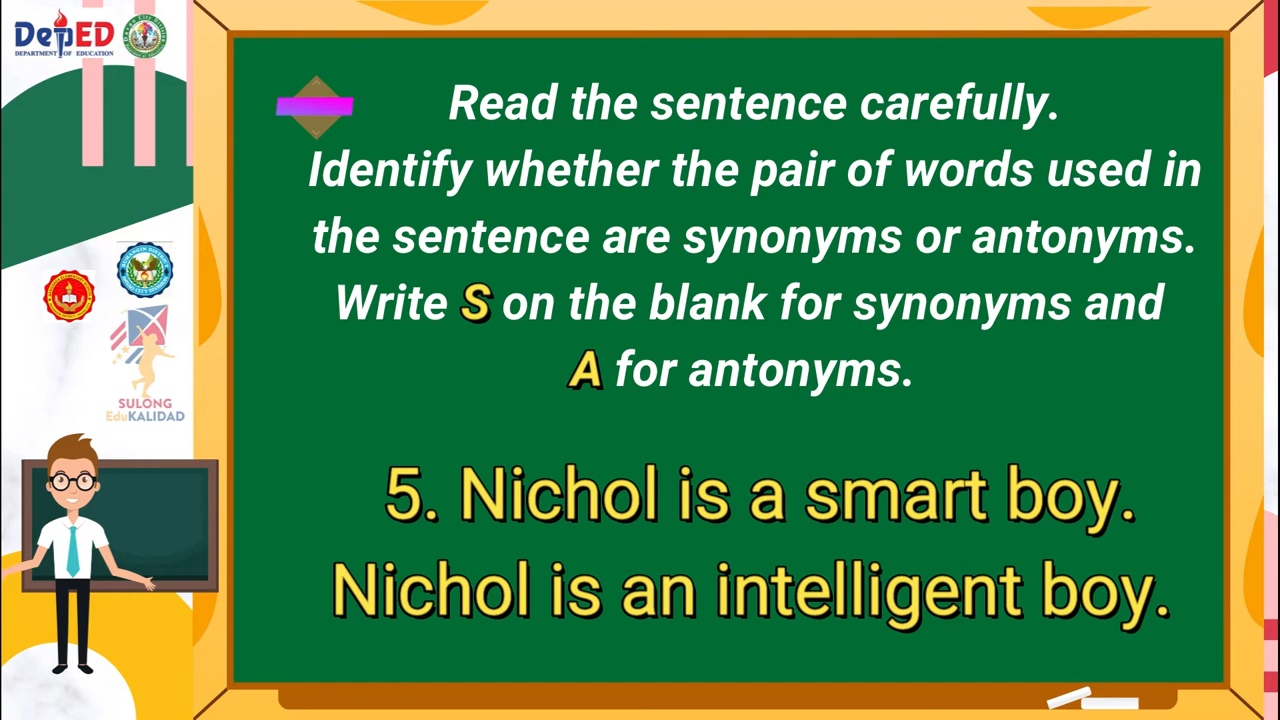 DepED
DEPARTMENT OF EDUCATION
Read the sentence carefully.
Identify whether the pair of words used in
the sentence are synonyms or antonyms.
Write S on the blank for synonyms and
A for antonyms.
SULONG
EduKALIDAD
5. Nichol is a smart boy.
Nichol is an intelligent boy.